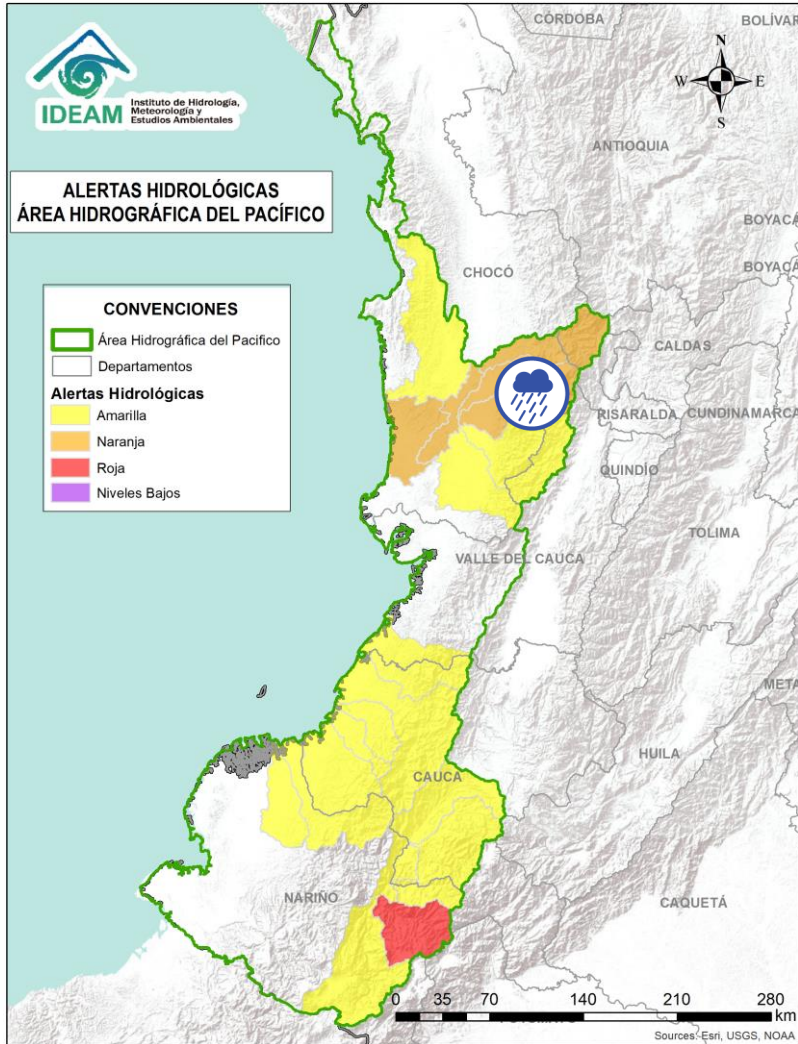 CÓRDOBA
BOLÍVAR
N
W
E
S
IDEAM
Instituto de Hidrología,
Meteorología y
Estudios Ambientales
ANTIOQUIA
ALERTAS HIDROLÓGICAS
ÁREA HIDROGRÁFICA DEL PACÍFICO
BOYACÁ
BOYACÁ
CHOCÓ
CONVENCIONES
Área Hidrográfica del Pacifico
Departamentos
Alertas Hidrológicas
Amarilla
Naranja
Roja
Niveles Bajos
CALDAS
RISARALDA
CUNDINAMARCA
QUINDÍO
TOLIMA
VALLE DEL CAUCA
META
HUILA
CAUCA
NARIÑO
CAQUETÁ
0 35 70 140 210 280
km
Sources: Esri, USGS, NOAA